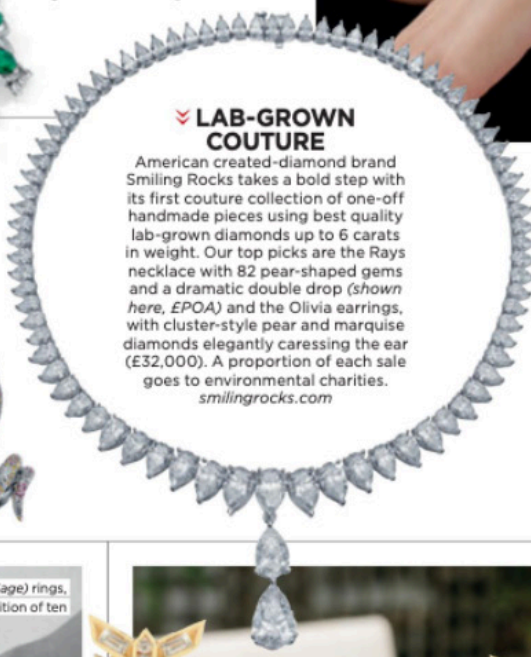 LAB-GROWN
COUTURE
American created-diamond brand
Smiling Rocks takes a bold step with
its first couture collection of one-off
handmade pieces using best quality
lab-grown diamonds up to 6 carats
in weight. Our top picks are the Rays
necklace with 82 pear-shaped gems
and a dramatic double drop (shown
here, £POA) and the Olivia earrings,
with cluster-style pear and marquise
diamonds elegantly caressing the ear
(£32,000). A proportion of each sale
goes to environmental charities.
smilingrocks.com
rings,
of ten